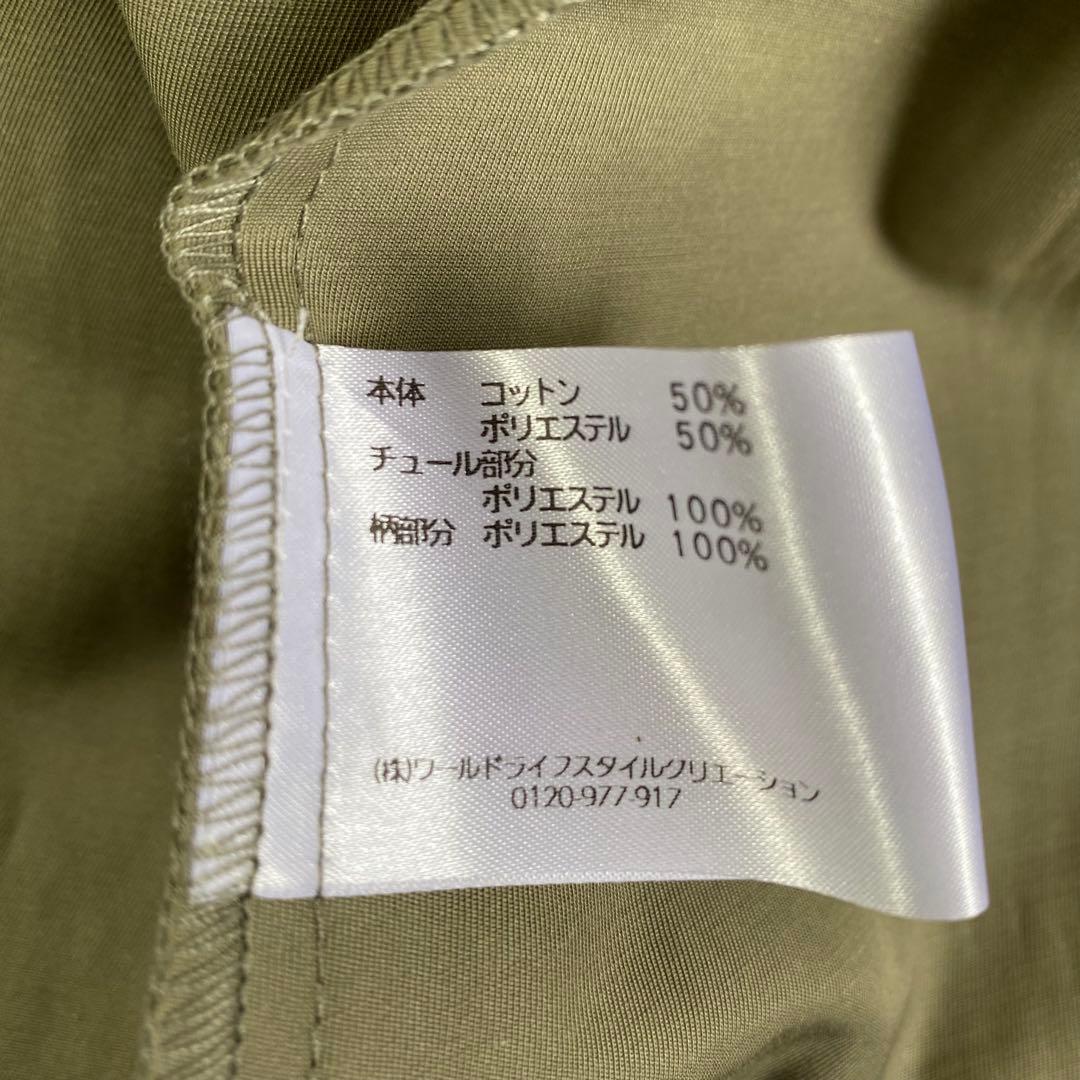 本体 コットン 50%
ポリエステル 50%
チュール部分
ポリエステル 100%
柄部分 ポリエステル 100%
(株)ワールドライフスタイルクリエーション
0120-977-917